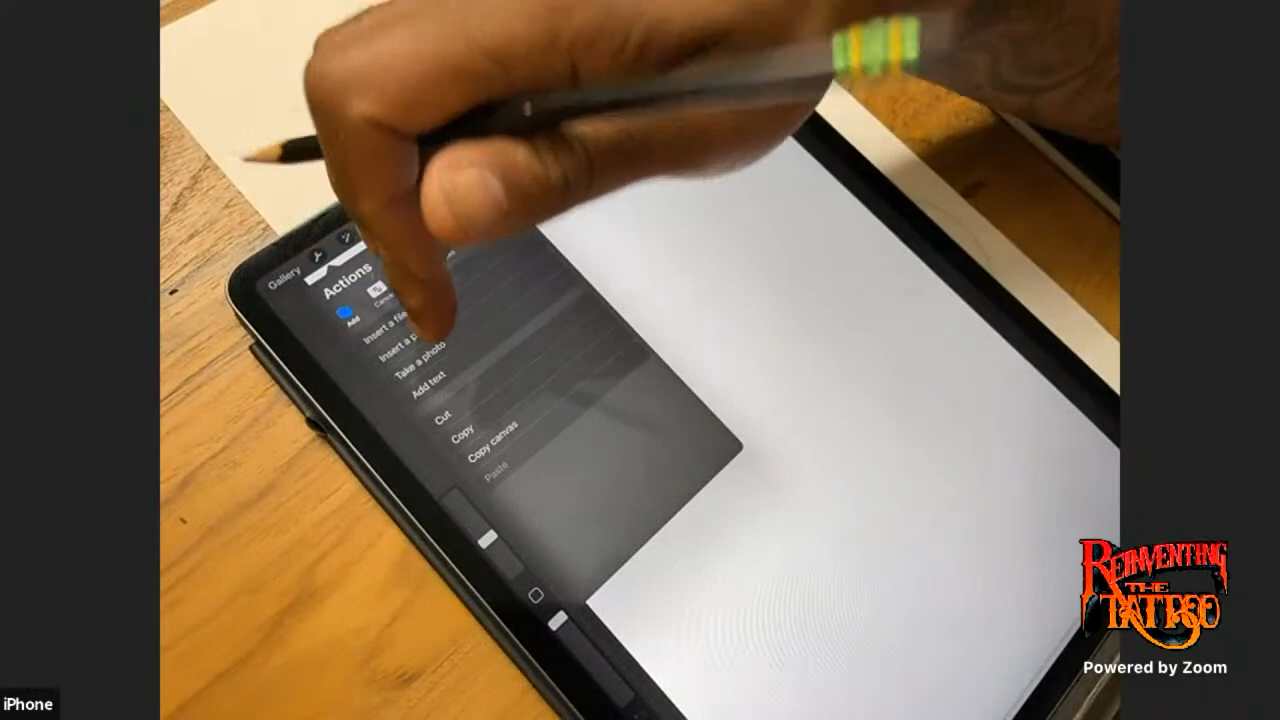 Gallery
Actions
Add
Insert a file
Insert a
Take a photo
Add text
Cut
Copy
Copy canvas
Paste
REINVENTING
THE
TATTOO
Powered by Zoom
iPhone